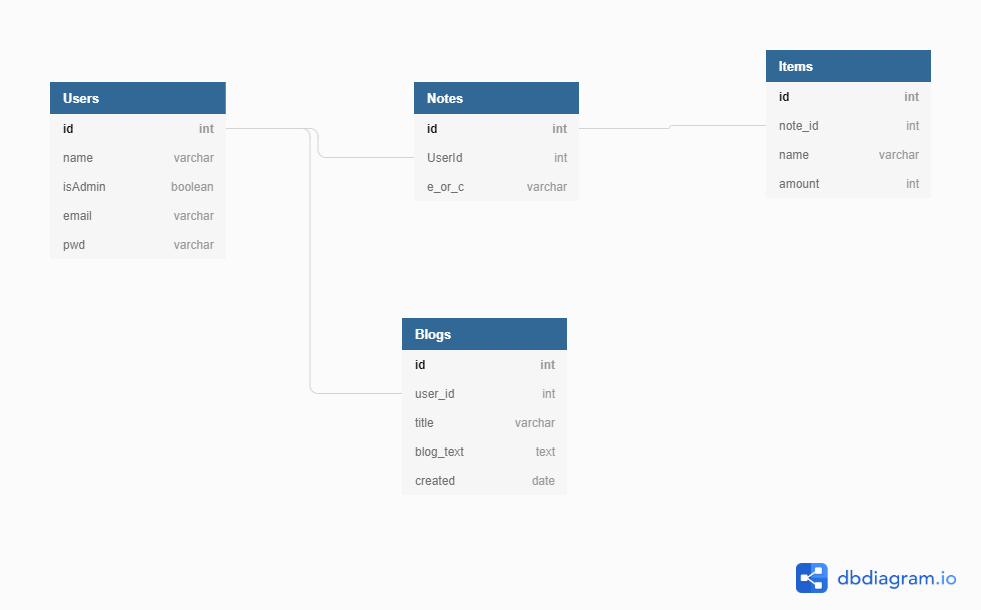 Users
id int
name varchar
isAdmin boolean
email varchar
pwd varchar
Notes
id int
UserId int
e_or_c varchar
Items
id int
note_id int
name varchar
amount int
Blogs
id int
user_id int
title varchar
blog_text text
created date
dbdiagram.io